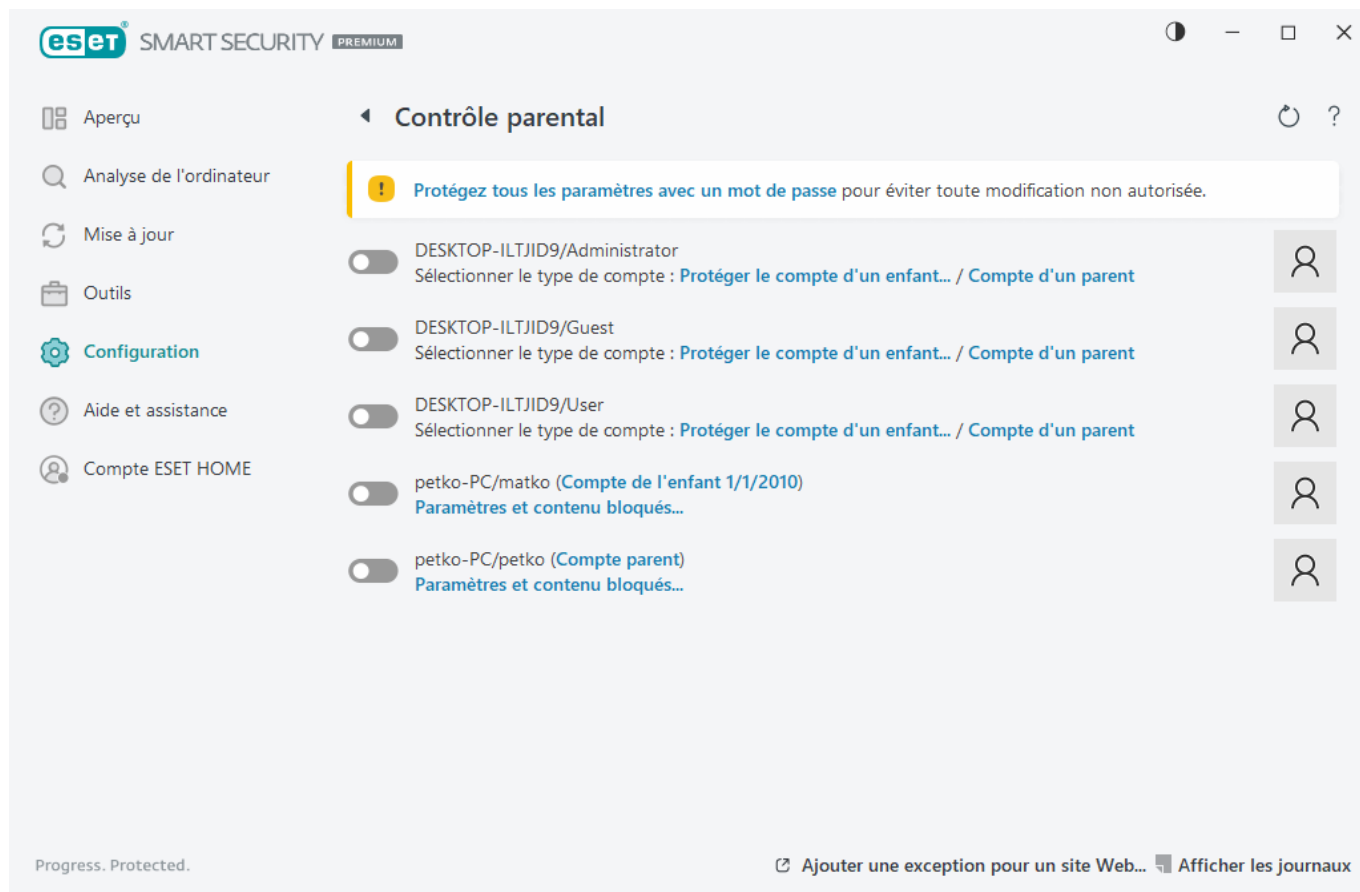 eset® SMART SECURITY PREMIUM
Aperçu
Analyse de l'ordinateur
Mise à jour
Outils
Configuration
Aide et assistance
Compte ESET HOME
Contrôle parental
?
! Protégez tous les paramètres avec un mot de passe pour éviter toute modification non autorisée.
DESKTOP-ILTJID9/Administrator
Sélectionner le type de compte : Protéger le compte d'un enfant... / Compte d'un parent
DESKTOP-ILTJID9/Guest
Sélectionner le type de compte : Protéger le compte d'un enfant... / Compte d'un parent
DESKTOP-ILTJID9/User
Sélectionner le type de compte : Protéger le compte d'un enfant... / Compte d'un parent
petko-PC/matko (Compte de l'enfant 1/1/2010)
Paramètres et contenu bloqués...
petko-PC/petko (Compte parent)
Paramètres et contenu bloqués...
Progress. Protected.
Ajouter une exception pour un site Web... Afficher les journaux